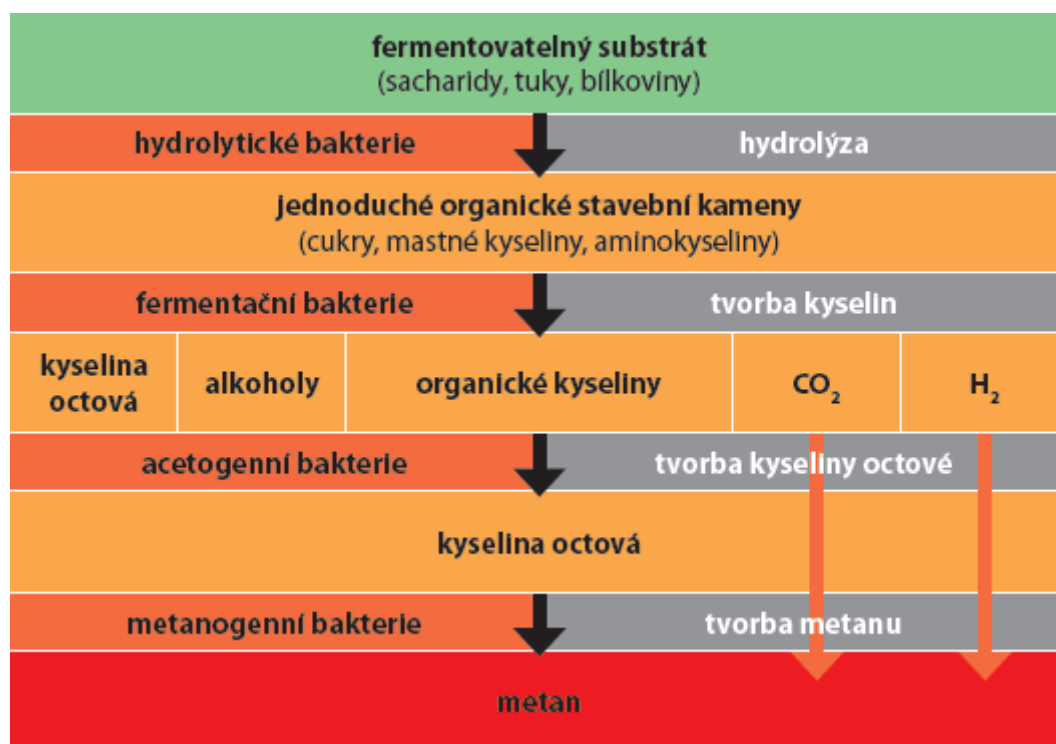 fermentovatelný substrát
(sacharidy, tuky, bílkoviny)
hydrolytické bakterie
hydrolýza
jednoduché organické stavební kameny
(cukry, mastné kyseliny, aminokyseliny)
fermentační bakterie
tvorba kyselin
kyselina
octová
alkoholy
organické kyseliny
CO₂
H₂
acetogenní bakterie
tvorba kyseliny octové
kyselina octová
metanogenní bakterie
tvorba metanu
metan